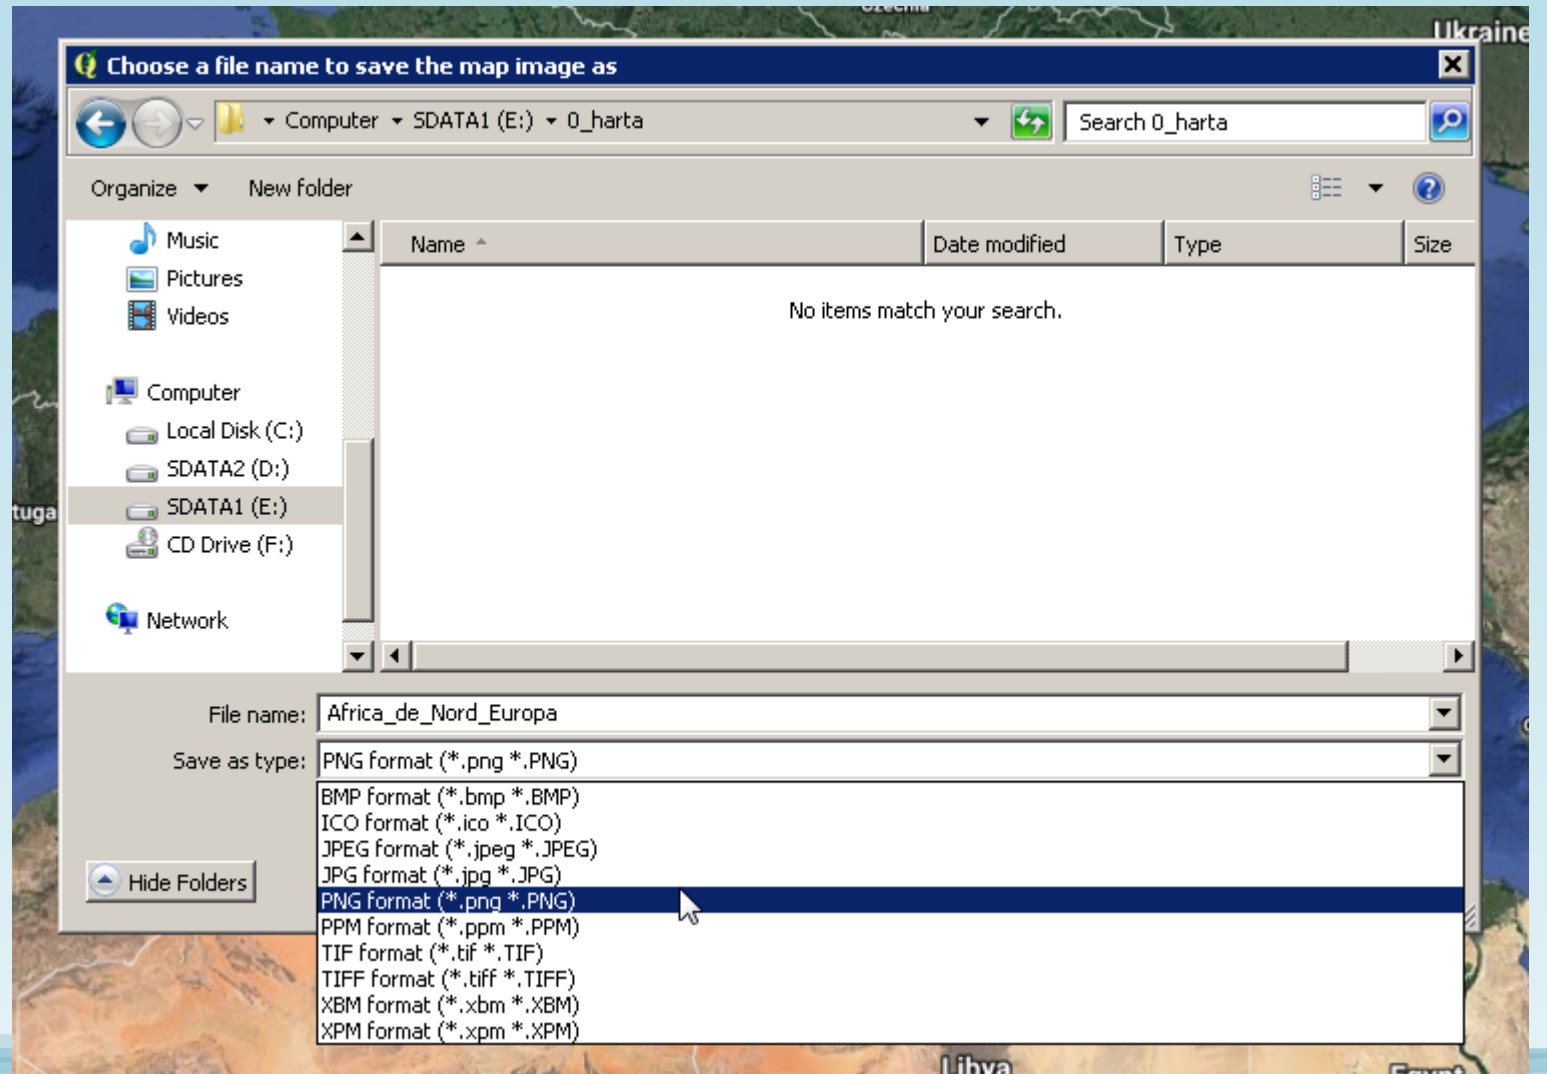 Ukraine
Choose a file name to save the map image as
Computer SDATA1 (E:) 0_harta
Search 0_harta
Organize New folder
Music
Pictures
Videos
Computer
Local Disk (C:)
SDATA2 (D:)
SDATA1 (E:)
CD Drive (F:)
Network
Name Date modified Type Size
No items match your search.
tuga
File name: Africa_de_Nord_Europa
Save as type: PNG format (*.png *.PNG)
BMP format (*.bmp *.BMP)
ICO format (*.ico *.ICO)
JPEG format (*.jpeg *.JPEG)
JPG format (*.jpg *.JPG)
PNG format (*.png *.PNG)
PPM format (*.ppm *.PPM)
TIF format (*.tif *.TIF)
TIFF format (*.tiff *.TIFF)
XBM format (*.xbm *.XBM)
XPM format (*.xpm *.XPM)
Hide Folders
Libya
Egypt